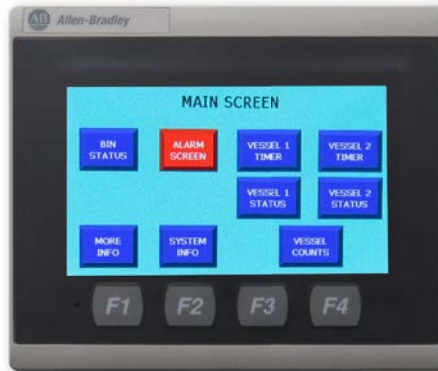 AB Allen-Bradley
MAIN SCREEN
BIN
STATUS
ALARM
SCREEN
VESSEL 1
TIMER
VESSEL 2
TIMER
VESSEL 1
STATUS
VESSEL 2
STATUS
MORE
INFO
SYSTEM
INFO
VESSEL
COUNTS
F1 F2 F3 F4